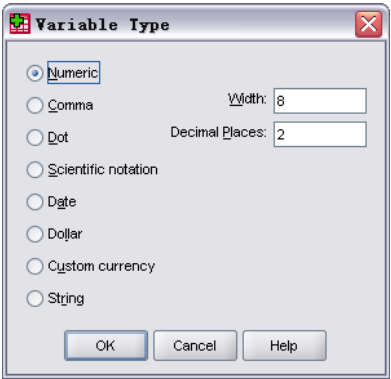 Variable Type
Numeric
Comma
Width: 8
Dot
Decimal Places: 2
Scientific notation
Date
Dollar
Custom currency
String
OK Cancel Help